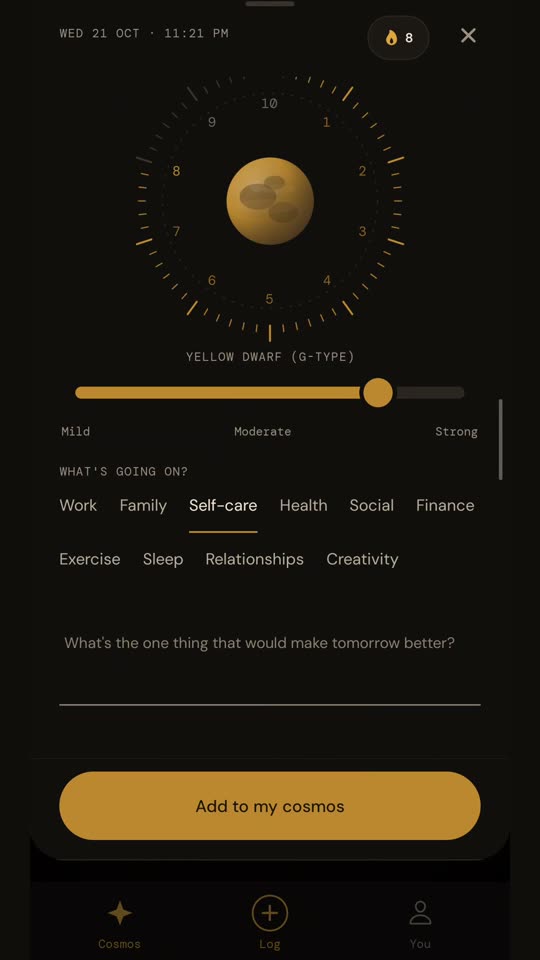 WED 21 OCT · 11:21 PM
8
10
9
1
8
2
7
3
6
4
5
YELLOW DWARF (G-TYPE)
Mild Moderate Strong
WHAT'S GOING ON?
Work Family Self-care Health Social Finance
Exercise Sleep Relationships Creativity
What's the one thing that would make tomorrow better?
Add to my cosmos
Cosmos Log You